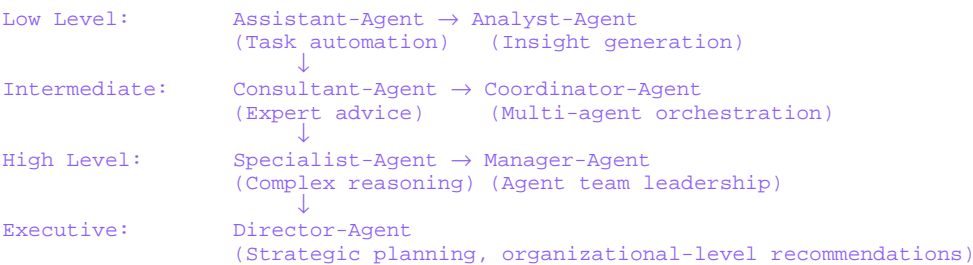 Low Level: Assistant-Agent → Analyst-Agent
(Task automation) (Insight generation)
↓
Intermediate: Consultant-Agent → Coordinator-Agent
(Expert advice) (Multi-agent orchestration)
↓
High Level: Specialist-Agent → Manager-Agent
(Complex reasoning) (Agent team leadership)
↓
Executive: Director-Agent
(Strategic planning, organizational-level recommendations)